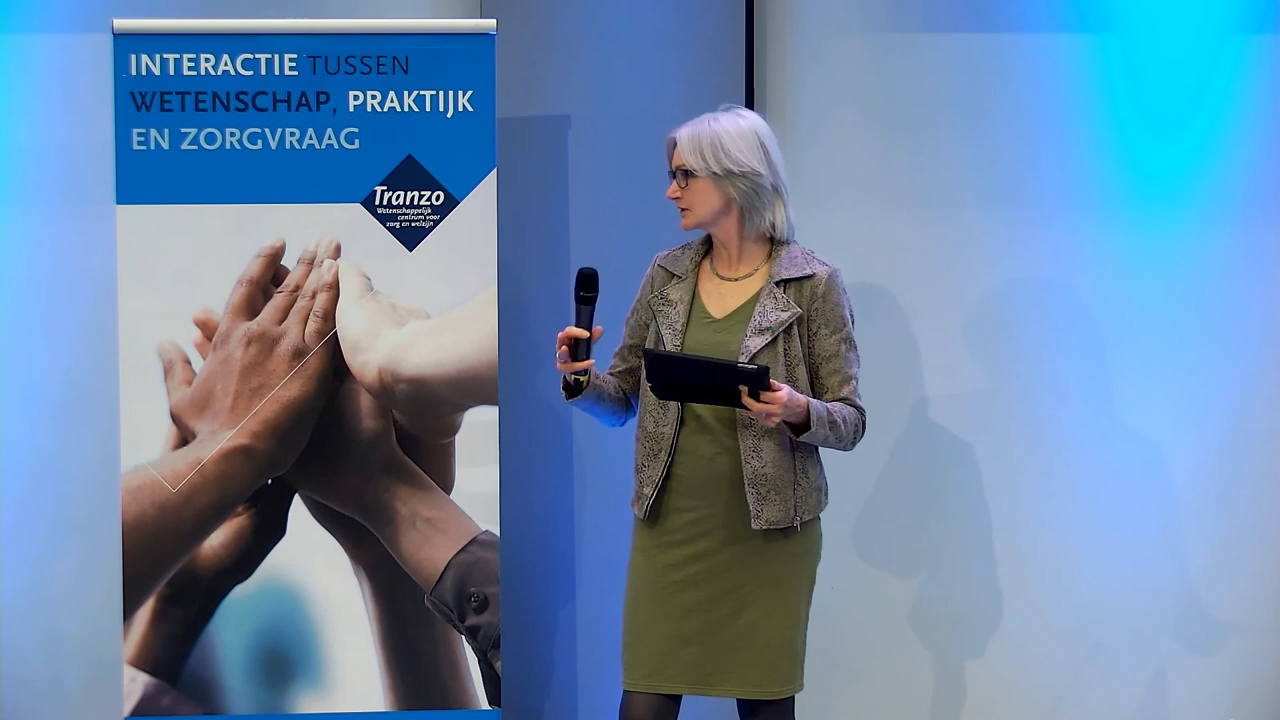 INTERACTIE TUSSEN
WETENSCHAP, PRAKTIJK
EN ZORGVRAAG
Tranzo
Wetenschappelijk
centrum voor
zorg en welzijn